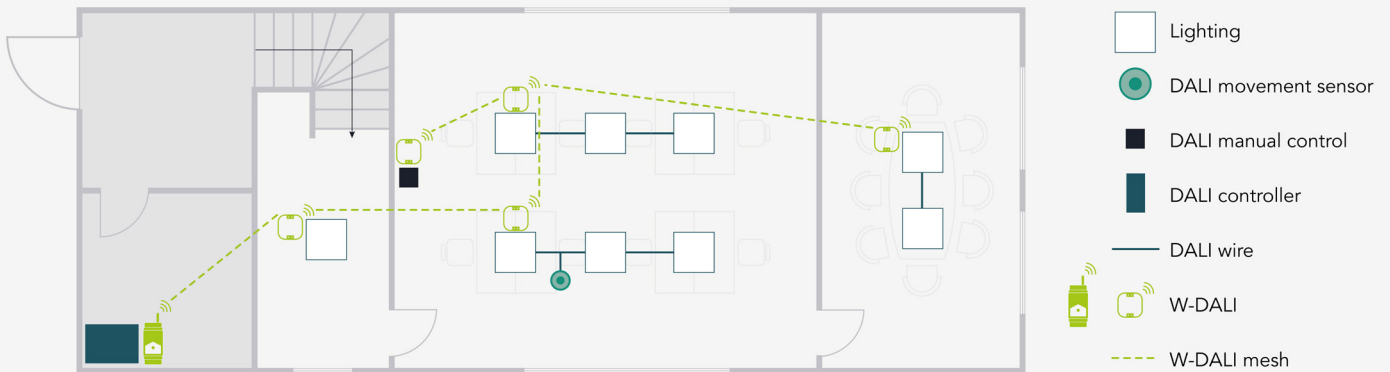 Lighting
DALI movement sensor
DALI manual control
DALI controller
DALI wire
W-DALI
W-DALI mesh